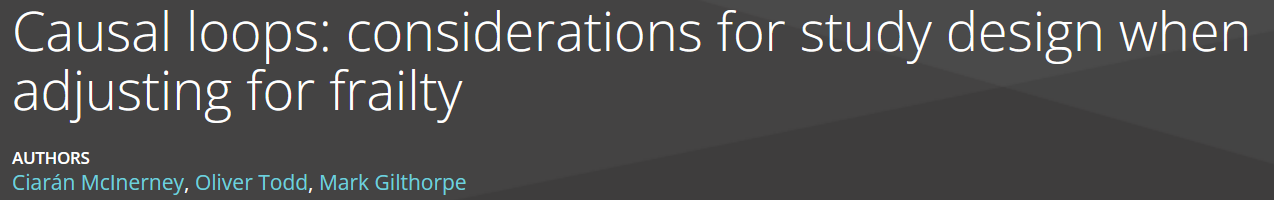 Causal loops: considerations for study design when
adjusting for frailty
AUTHORS
Ciarán McInerney, Oliver Todd, Mark Gilthorpe